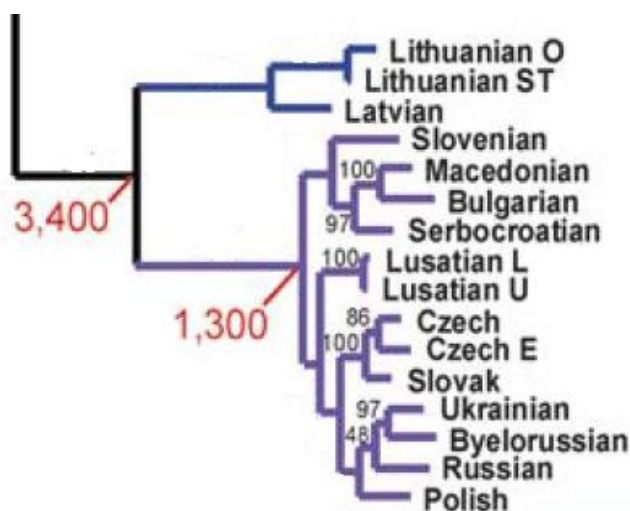 Lithuanian O
Lithuanian ST
Latvian
Slovenian
100 Macedonian
Bulgarian
3,400
97 Serbocroatian
100 Lusatian L
Lusatian U
1,300
86 Czech
100 Czech E
Slovak
97 Ukrainian
48 Byelorussian
Russian
Polish